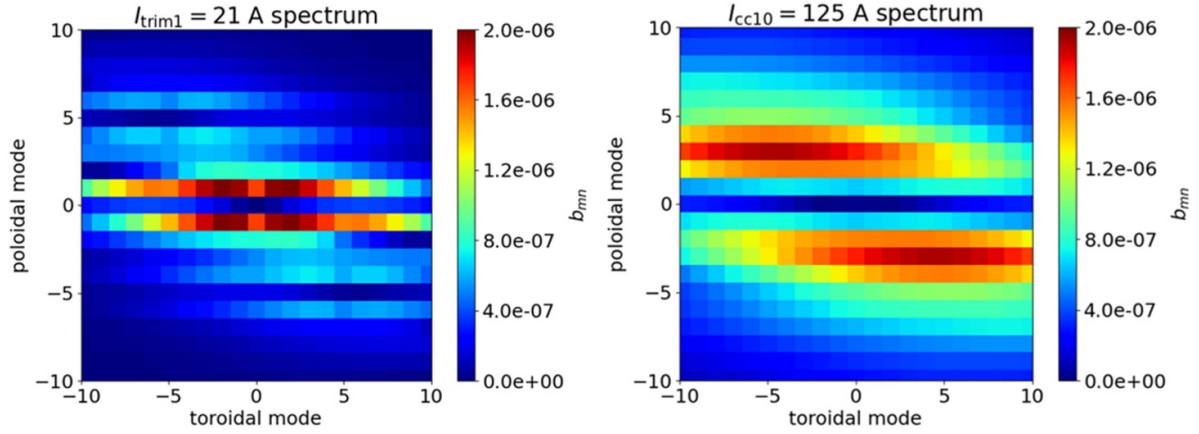 I_trim1 = 21 A spectrum
10
5
0
−5
−10
poloidal mode
−10
−5
0
5
10
toroidal mode
2.0e-06
1.6e-06
1.2e-06
8.0e-07
4.0e-07
0.0e+00
b_mn
I_cc10 = 125 A spectrum
10
5
0
−5
−10
poloidal mode
−10
−5
0
5
10
toroidal mode
2.0e-06
1.6e-06
1.2e-06
8.0e-07
4.0e-07
0.0e+00
b_mn